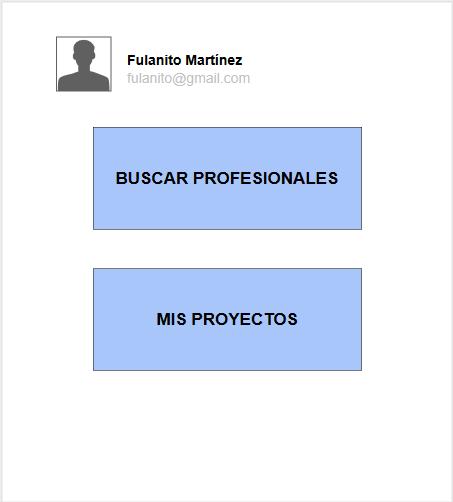 Fulanito Martínez
fulanito@gmail.com
BUSCAR PROFESIONALES
MIS PROYECTOS